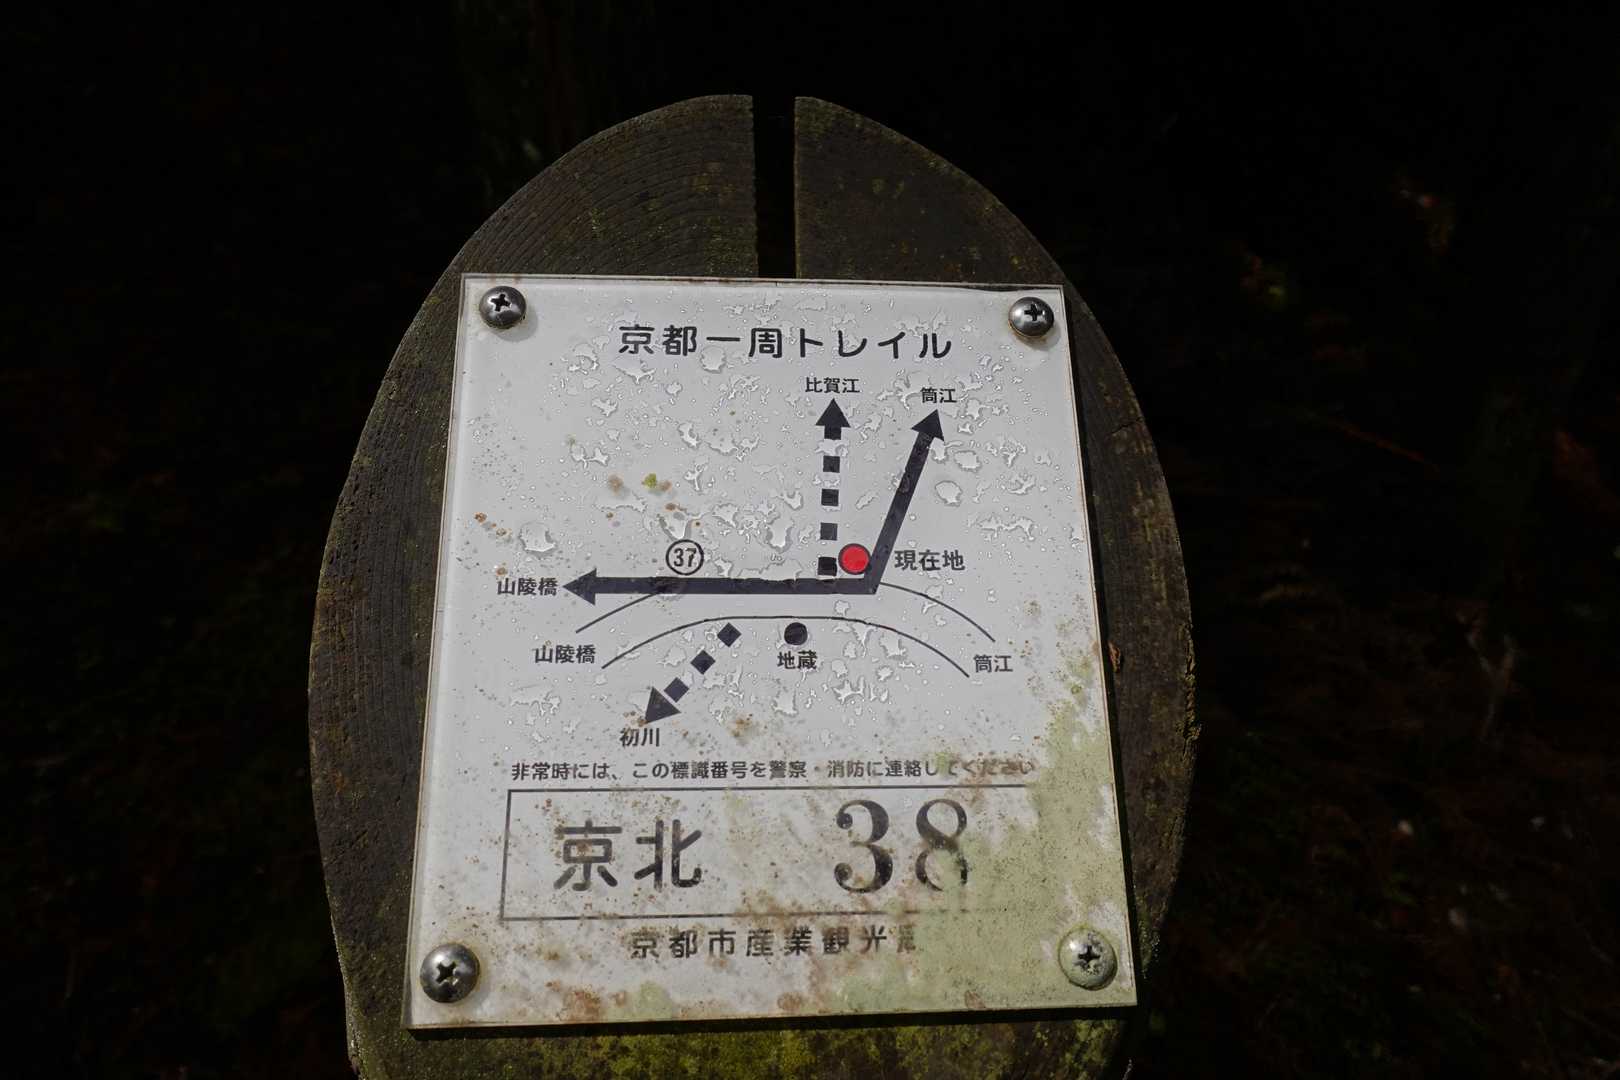 京都一周トレイル
比賀江
筒江
37
現在地
山陵橋
山陵橋
地蔵
筒江
初川
非常時には、この標識番号を警察・消防に連絡してください
京北 38
京都市産業観光局